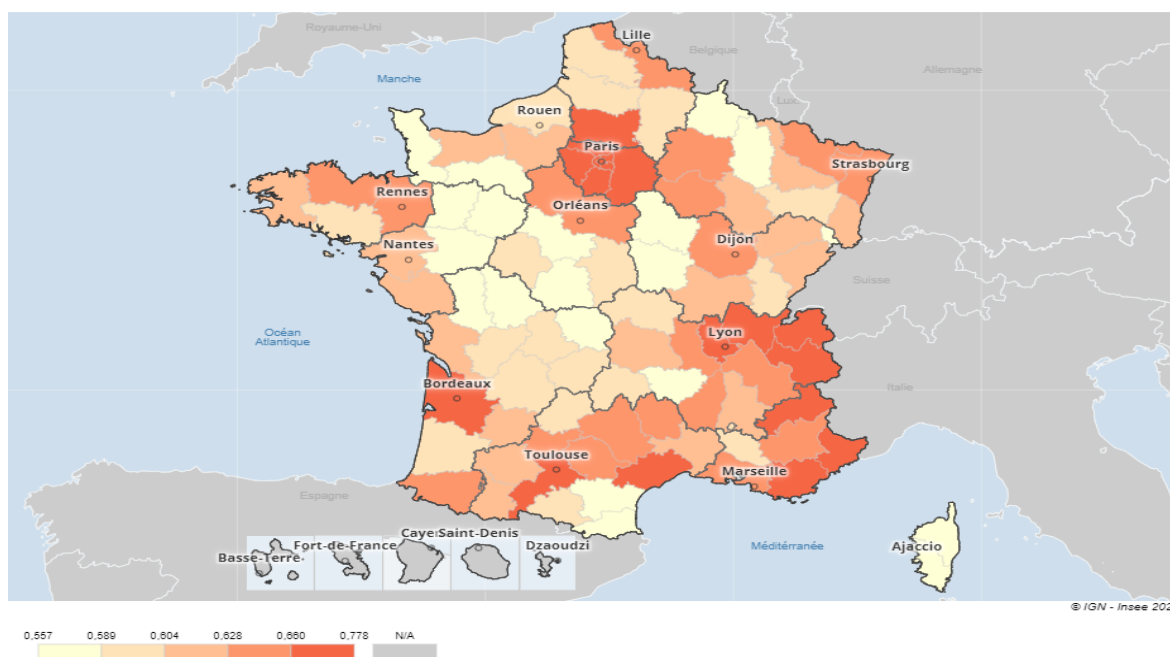 Royaume-Uni
Lille
Belgique
Allemagne
Manche
Lux.
Rouen
Paris
Strasbourg
Rennes
Orléans
Nantes
Dijon
Suisse
Océan
Atlantique
Lyon
Bordeaux
Italie
Toulouse
Marseille
Espagne
Caye
Saint-Denis
Fort-de-France
Dzaoudzi
Basse-Terre
Méditérranée
Ajaccio
© IGN - Insee 202
0,557 0,589 0,604 0,628 0,660 0,778 N/A